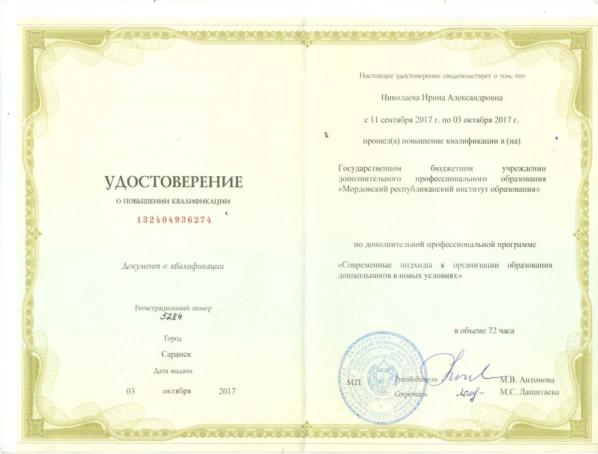 УДОСТОВЕРЕНИЕ
О ПОВЫШЕНИИ КВАЛИФИКАЦИИ
132404936274
Документ о квалификации
Регистрационный номер
5284
Город
Саранск
Дата выдачи
03 октября 2017
Настоящее удостоверение свидетельствует о том, что
Николаева Ирина Александровна
с 11 сентября 2017 г. по 03 октября 2017 г.
прошел(а) повышение квалификации в (на)
Государственном бюджетном учреждении
дополнительного профессионального образования
«Мордовский республиканский институт образования»
по дополнительной профессиональной программе
«Современные подходы к организации образования
дошкольников в новых условиях»
в объеме 72 часа
М.П.
Руководитель М.В. Антонова
Секретарь М.С. Лапштаева